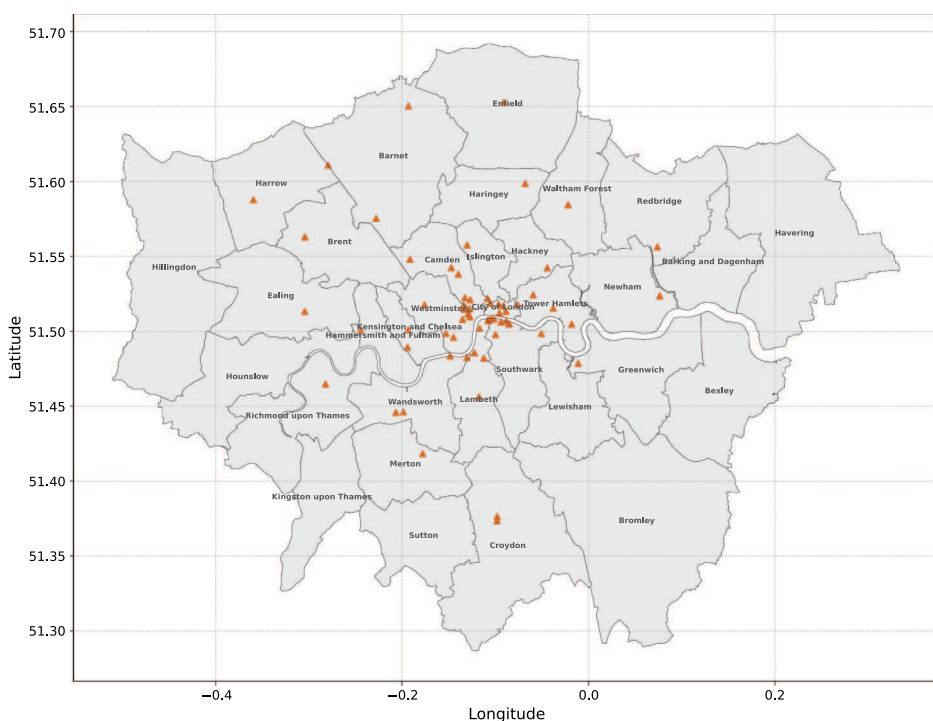 51.70
51.65
51.60
51.55
51.50
51.45
51.40
51.35
51.30
Latitude
Enfield
Barnet
Harrow
Haringey
Waltham Forest
Redbridge
Havering
Brent
Hackney
Islington
Camden
Hillingdon
Barking and Dagenham
Newham
Ealing
Westminster
City of London
Tower Hamlets
Kensington and Chelsea
Hammersmith and Fulham
Hounslow
Southwark
Greenwich
Bexley
Wandsworth
Lambeth
Lewisham
Richmond upon Thames
Merton
Kingston upon Thames
Sutton
Croydon
Bromley
−0.4
−0.2
0.0
0.2
Longitude